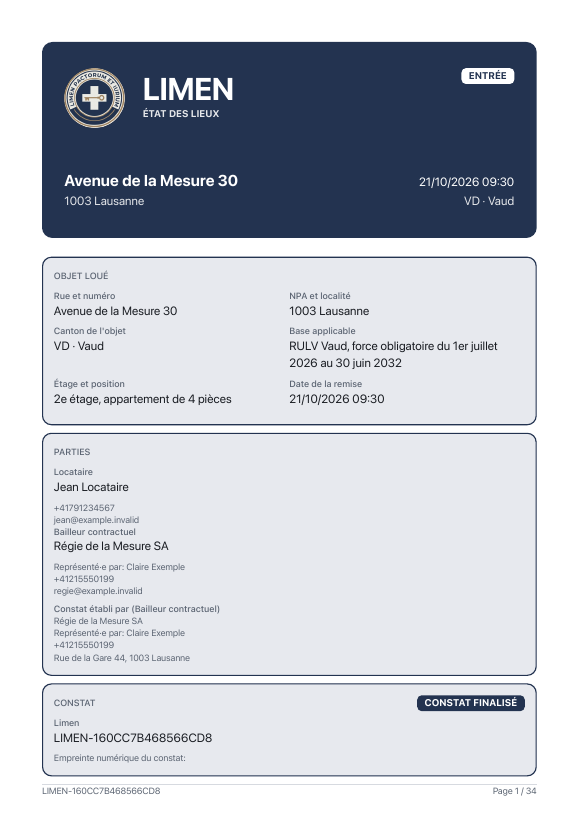 LIMEN PACTORUM ET IURIUM
LIMEN
ÉTAT DES LIEUX
ENTRÉE
Avenue de la Mesure 30
21/10/2026 09:30
1003 Lausanne
VD · Vaud
OBJET LOUÉ
Rue et numéro
NPA et localité
Avenue de la Mesure 30
1003 Lausanne
Canton de l'objet
Base applicable
VD · Vaud
RULV Vaud, force obligatoire du 1er juillet
2026 au 30 juin 2032
Étage et position
Date de la remise
2e étage, appartement de 4 pièces
21/10/2026 09:30
PARTIES
Locataire
Jean Locataire
+41791234567
jean@example.invalid
Bailleur contractuel
Régie de la Mesure SA
Représenté·e par: Claire Exemple
+41215550199
regie@example.invalid
Constat établi par (Bailleur contractuel)
Régie de la Mesure SA
Représenté·e par: Claire Exemple
+41215550199
Rue de la Gare 44, 1003 Lausanne
CONSTAT
CONSTAT FINALISÉ
Limen
LIMEN-160CC7B468566CD8
Empreinte numérique du constat:
LIMEN-160CC7B468566CD8
Page 1 / 34